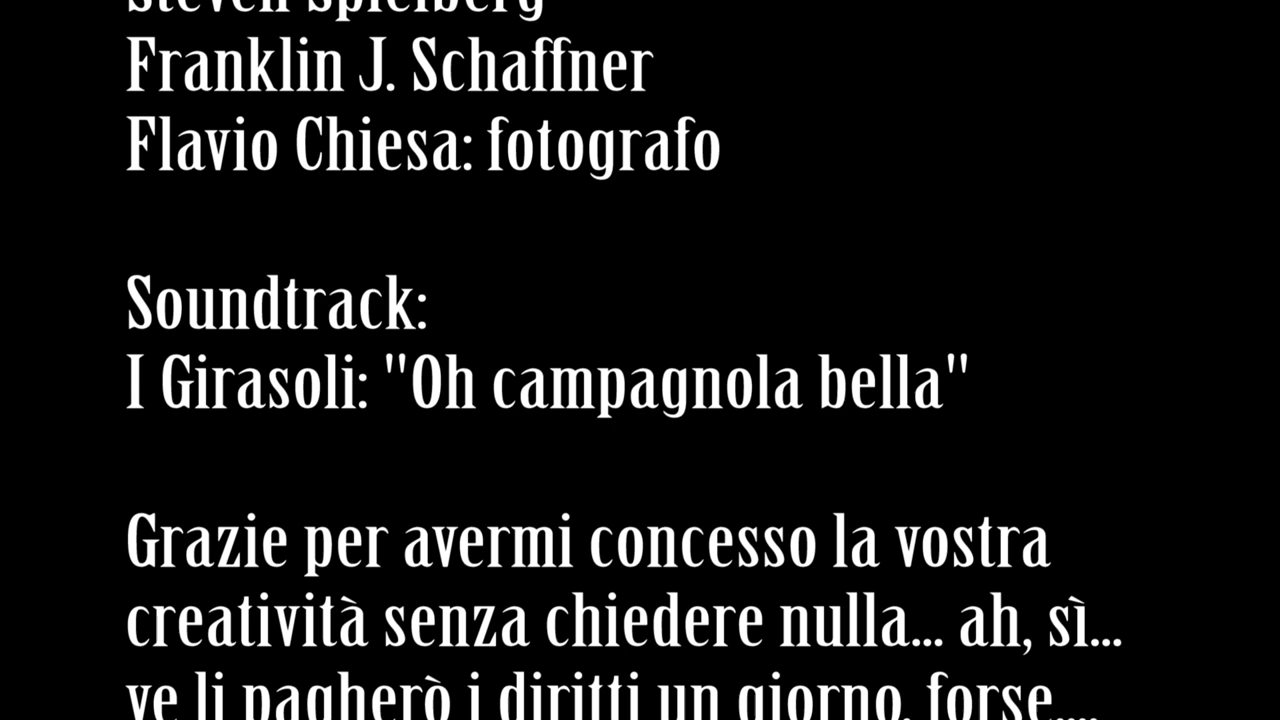 Steven Spielberg
Franklin J. Schaffner
Flavio Chiesa: fotografo
Soundtrack:
I Girasoli: "Oh campagnola bella"
Grazie per avermi concesso la vostra
creatività senza chiedere nulla... ah, sì...
ve li pagherò i diritti un giorno, forse....